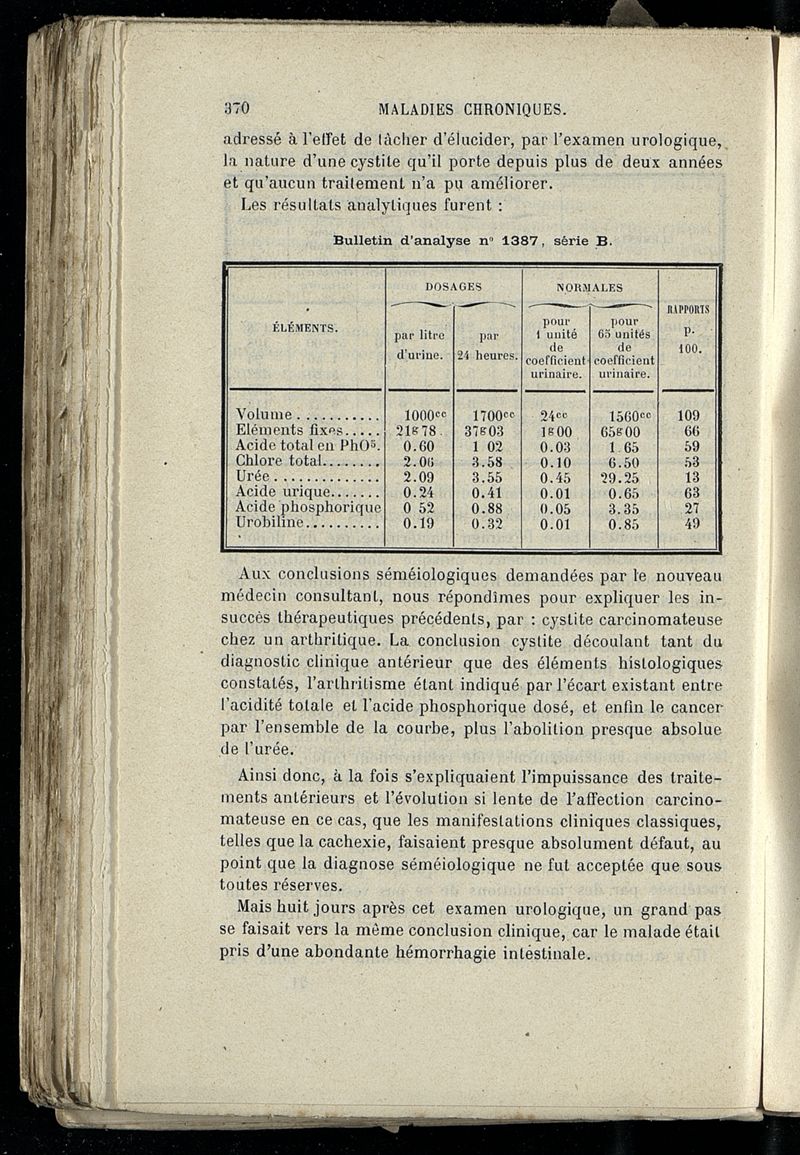 370 MALADIES CHRONIQUES.
adressé à l'effet de tâcher d'élucider, par l'examen urologique,
la nature d'une cystite qu'il porte depuis plus de deux années
et qu'aucun traitement n'a pu améliorer.
Les résultats analytiques furent :
Bulletin d'analyse n° 1387, série B.
ÉLÉMENTS. DOSAGES NORMALES RAPPORTS p. 100.
par litre d'urine. par 24 heures. pour 1 unité de coefficient urinaire. pour 65 unités de coefficient urinaire.
Volume........... 1000cc 1700cc 24cc 1560cc 109
Eléments fixes..... 21g78 37g03 1g00 65g00 66
Acide total en PhO5. 0.60 1 02 0.03 1.65 59
Chlore total........ 2.06 3.58 0.10 6.50 53
Urée.............. 2.09 3.55 0.45 29.25 13
Acide urique....... 0.24 0.41 0.01 0.65 63
Acide phosphorique 0 52 0.88 0.05 3.35 27
Urobiline.......... 0.19 0.32 0.01 0.85 49
Aux conclusions séméiologiques demandées par le nouveau
médecin consultant, nous répondîmes pour expliquer les in-
succès thérapeutiques précédents, par : cystite carcinomateuse
chez un arthritique. La conclusion cystite découlant tant du
diagnostic clinique antérieur que des éléments histologiques
constatés, l'arthritisme étant indiqué par l'écart existant entre
l'acidité totale et l'acide phosphorique dosé, et enfin le cancer
par l'ensemble de la courbe, plus l'abolition presque absolue
de l'urée.
Ainsi donc, à la fois s'expliquaient l'impuissance des traite-
ments antérieurs et l'évolution si lente de l'affection carcino-
mateuse en ce cas, que les manifestations cliniques classiques,
telles que la cachexie, faisaient presque absolument défaut, au
point que la diagnose séméiologique ne fut acceptée que sous
toutes réserves.
Mais huit jours après cet examen urologique, un grand pas
se faisait vers la même conclusion clinique, car le malade était
pris d'une abondante hémorrhagie intestinale.